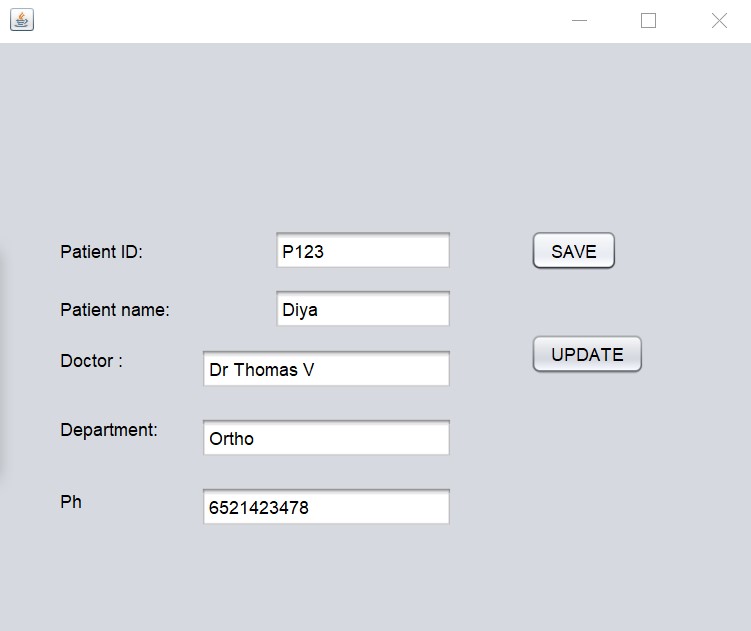 Patient ID: P123 SAVE
Patient name: Diya
Doctor : Dr Thomas V UPDATE
Department: Ortho
Ph 6521423478